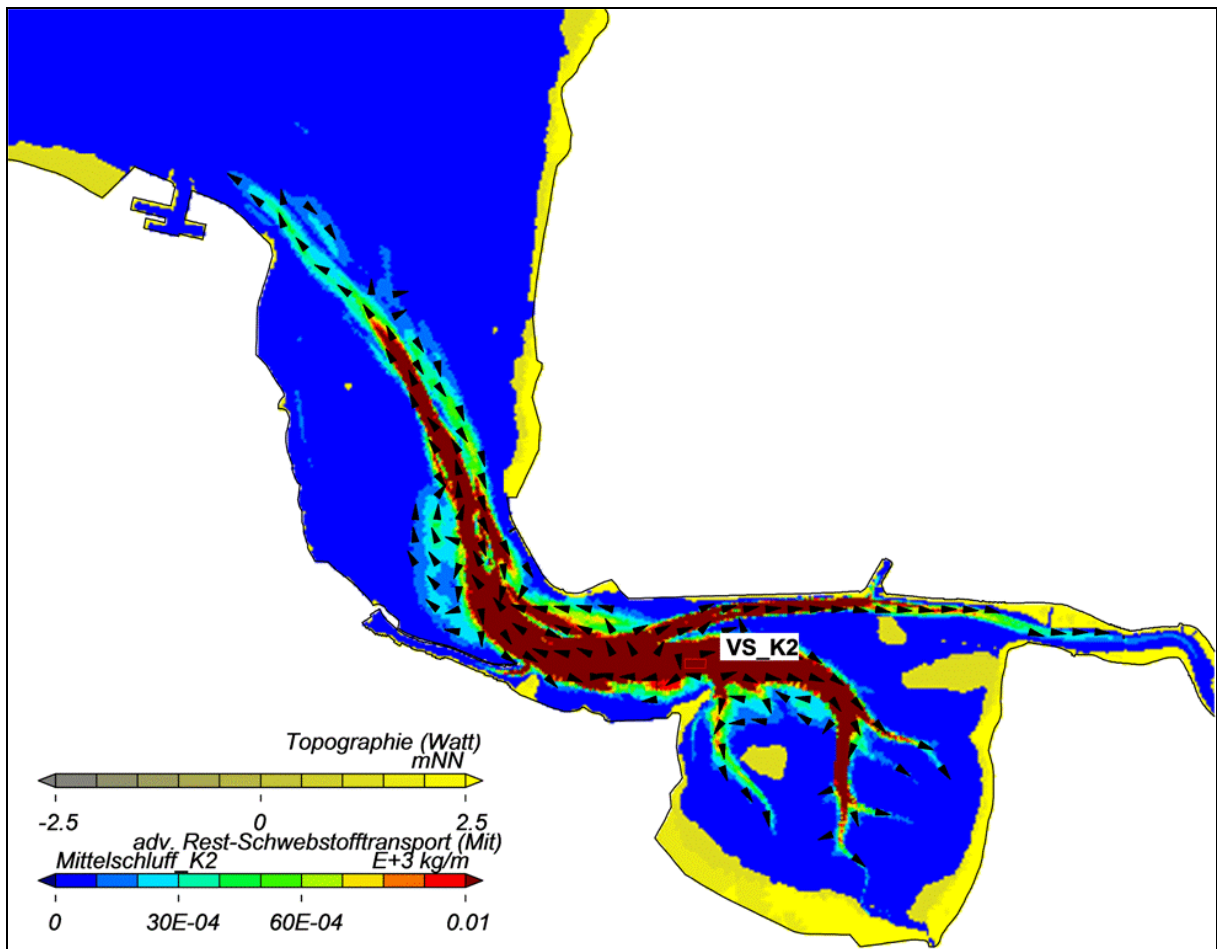 VS_K2
Topographie (Watt)
mNN
-2.5 0 2.5
adv. Rest-Schwebstofftransport (Mit)
Mittelschluff_K2 E+3 kg/m
0 30E-04 60E-04 0.01